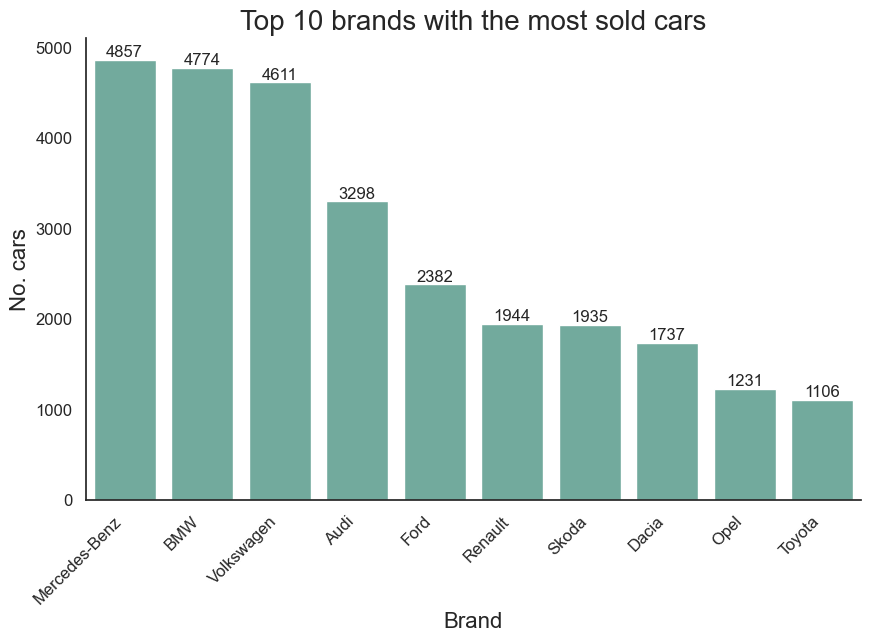 Top 10 brands with the most sold cars
No. cars
5000
4000
3000
2000
1000
0
4857
4774
4611
3298
2382
1944
1935
1737
1231
1106
Mercedes-Benz
BMW
Volkswagen
Audi
Ford
Renault
Skoda
Dacia
Opel
Toyota
Brand